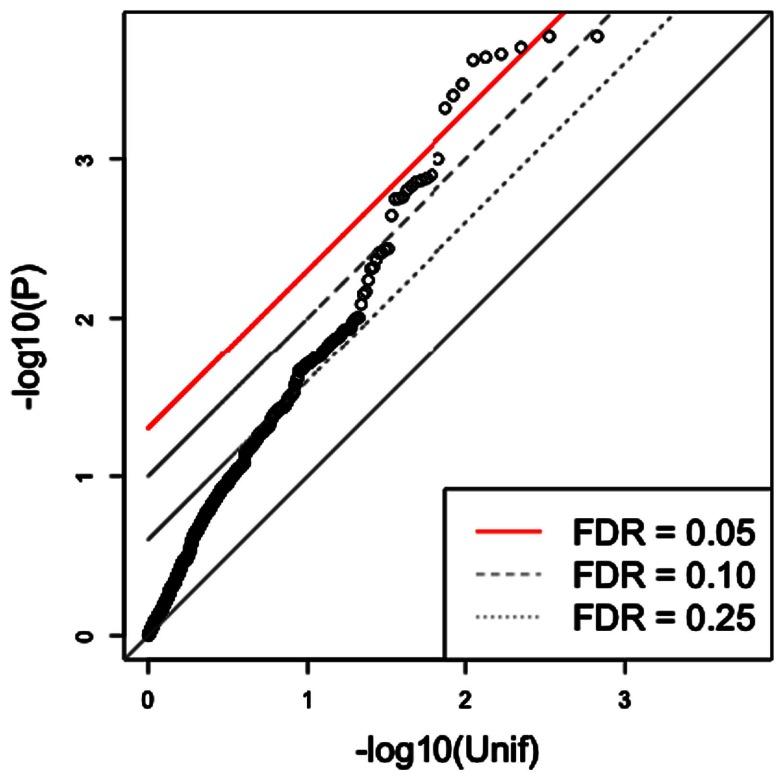 -log10(P)
3
2
1
0
FDR = 0.05
FDR = 0.10
FDR = 0.25
0 1 2 3
-log10(Unif)